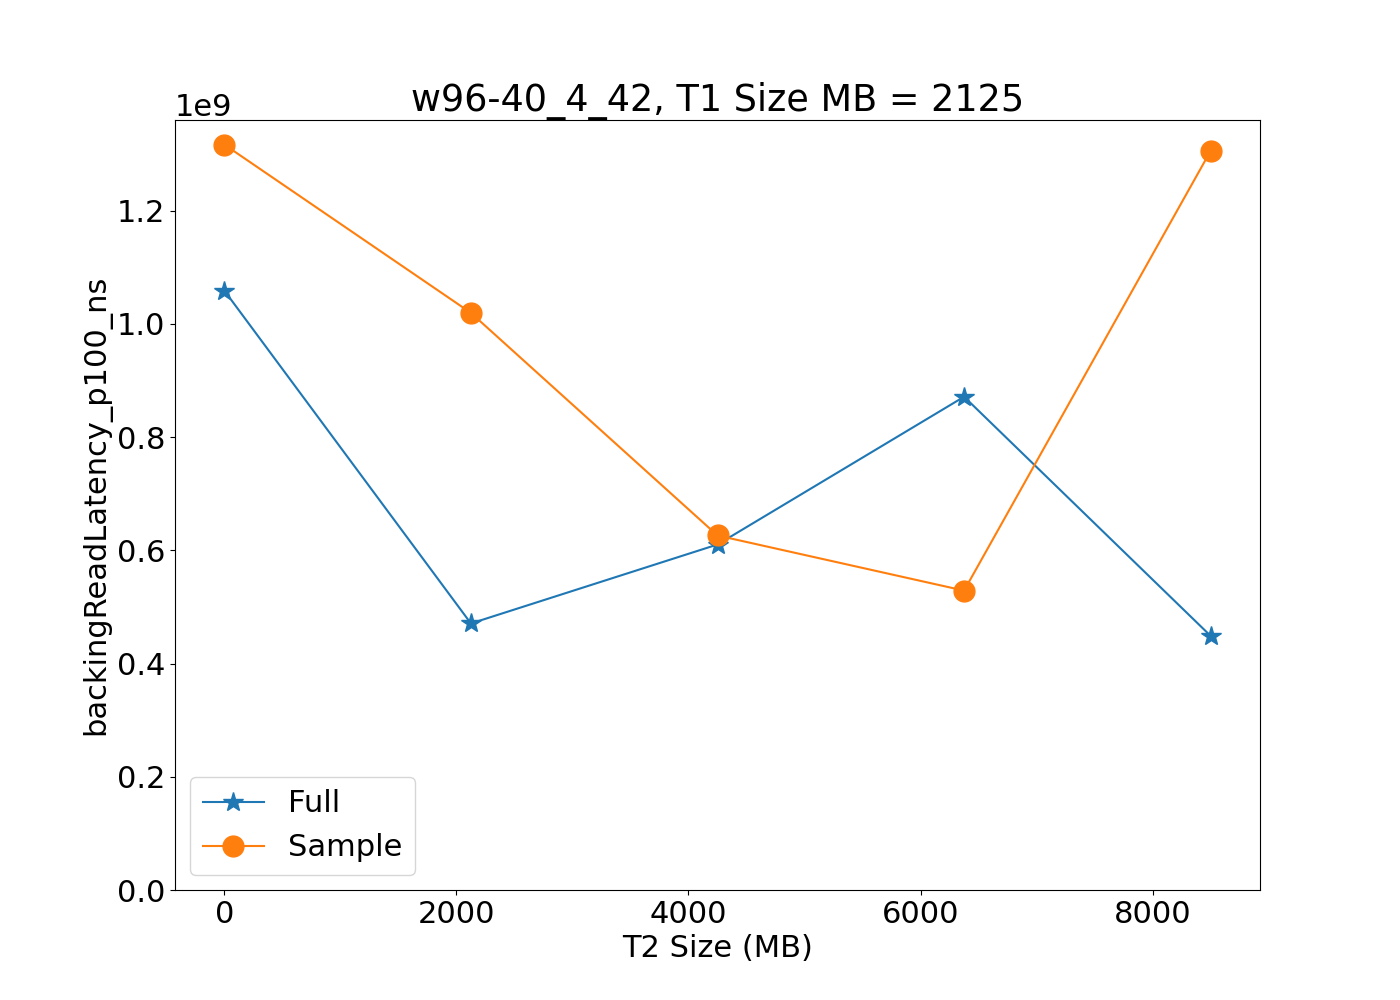 w96-40_4_42, T1 Size MB = 2125
1e9
1.2
1.0
0.8
0.6
0.4
0.2
0.0
backingReadLatency_p100_ns
Full
Sample
0 2000 4000 6000 8000
T2 Size (MB)